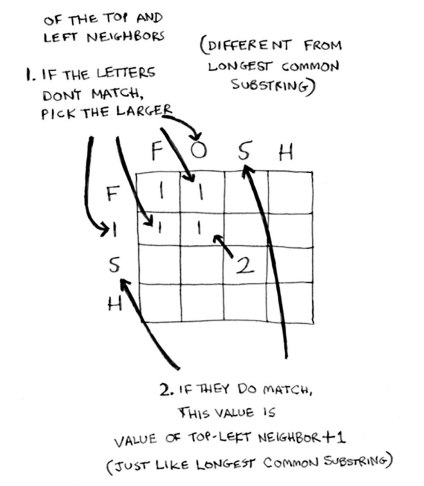 OF THE TOP AND
LEFT NEIGHBORS
1. IF THE LETTERS
DONT MATCH,
PICK THE LARGER
(DIFFERENT FROM
LONGEST COMMON
SUBSTRING)
F O S H
F 1 1
I 1 1
S 2
H
2. IF THEY DO MATCH,
THIS VALUE IS
VALUE OF TOP-LEFT NEIGHBOR+1
(JUST LIKE LONGEST COMMON SUBSTRING)